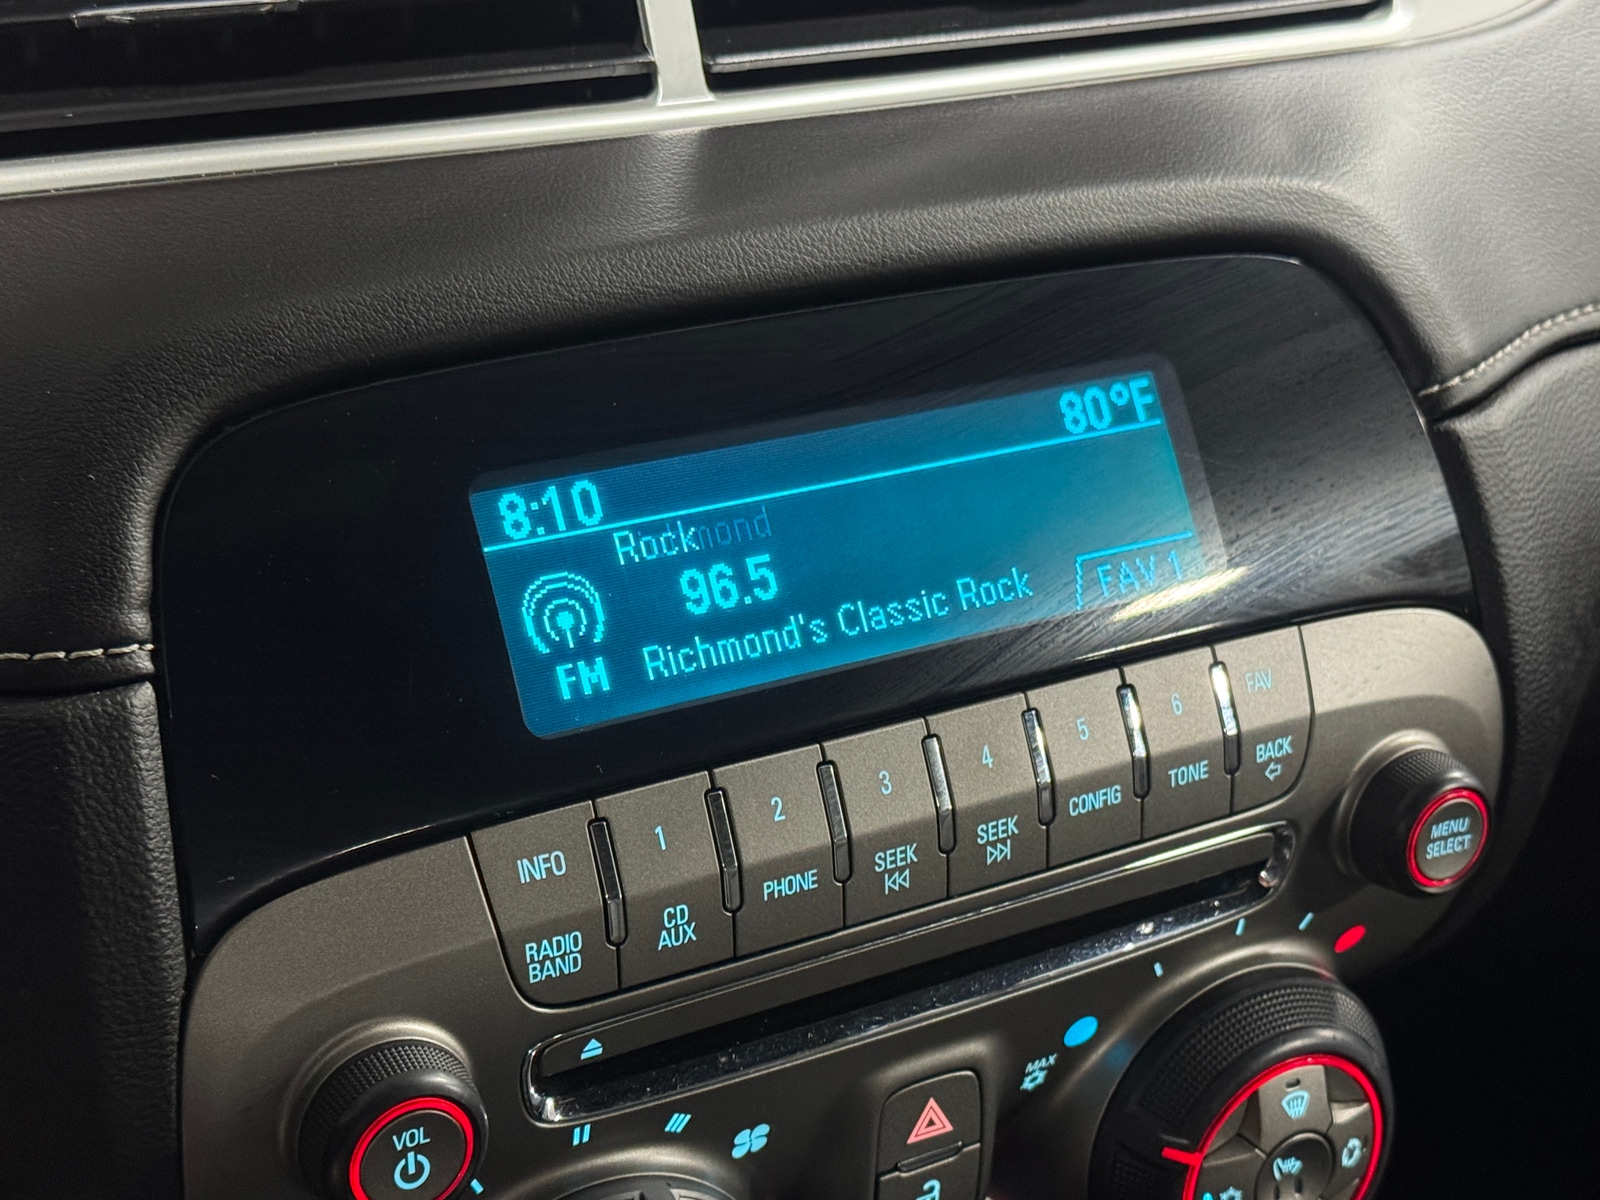 80°F
8:10
Rockmond
96.5
FAV 1
FM
Richmond's Classic Rock
INFO
1
2
3
4
5
6
FAV
RADIO
BAND
CD
AUX
PHONE
SEEK
SEEK
CONFIG
TONE
BACK
MENU
SELECT
MAX
VOL